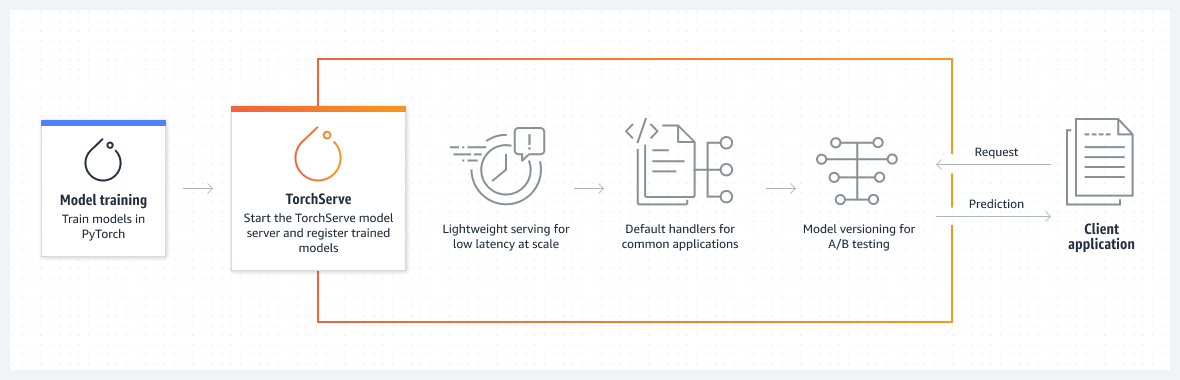 Model training
Train models in
PyTorch
TorchServe
Start the TorchServe model
server and register trained
models
Lightweight serving for
low latency at scale
Default handlers for
common applications
Model versioning for
A/B testing
Request
Prediction
Client
application